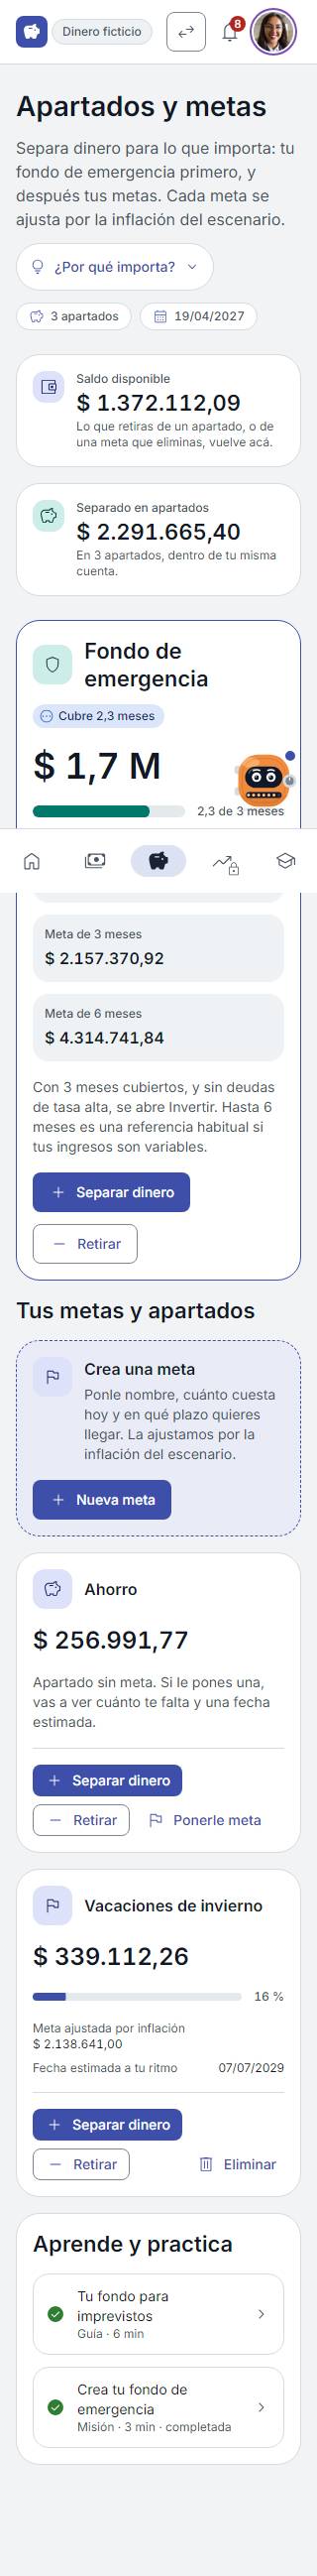 Dinero ficticio
8
Apartados y metas
Separa dinero para lo que importa: tu
fondo de emergencia primero, y
después tus metas. Cada meta se
ajusta por la inflación del escenario.
¿Por qué importa?
3 apartados
19/04/2027
Saldo disponible
$ 1.372.112,09
Lo que retiras de un apartado, o de
una meta que eliminas, vuelve acá.
Separado en apartados
$ 2.291.665,40
En 3 apartados, dentro de tu misma
cuenta.
Fondo de
emergencia
Cubre 2,3 meses
$ 1,7 M
2,3 de 3 meses
Meta de 3 meses
$ 2.157.370,92
Meta de 6 meses
$ 4.314.741,84
Con 3 meses cubiertos, y sin deudas
de tasa alta, se abre Invertir. Hasta 6
meses es una referencia habitual si
tus ingresos son variables.
Separar dinero
Retirar
Tus metas y apartados
Crea una meta
Ponle nombre, cuánto cuesta
hoy y en qué plazo quieres
llegar. La ajustamos por la
inflación del escenario.
Nueva meta
Ahorro
$ 256.991,77
Apartado sin meta. Si le pones una,
vas a ver cuánto te falta y una fecha
estimada.
Separar dinero
Retirar
Ponerle meta
Vacaciones de invierno
$ 339.112,26
16 %
Meta ajustada por inflación
$ 2.138.641,00
Fecha estimada a tu ritmo 07/07/2029
Separar dinero
Retirar
Eliminar
Aprende y practica
Tu fondo para
imprevistos
Guía · 6 min
Crea tu fondo de
emergencia
Misión · 3 min · completada